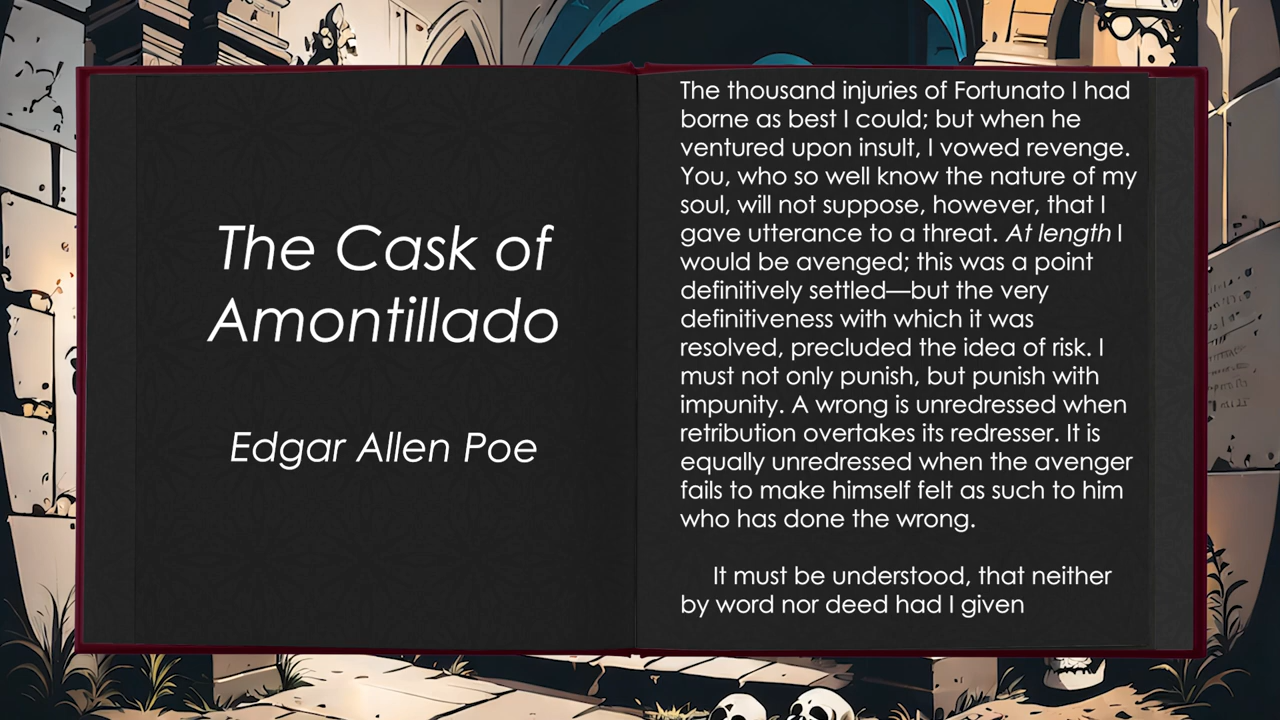 The Cask of
Amontillado
Edgar Allen Poe
The thousand injuries of Fortunato I had
borne as best I could; but when he
ventured upon insult, I vowed revenge.
You, who so well know the nature of my
soul, will not suppose, however, that I
gave utterance to a threat. At length I
would be avenged; this was a point
definitively settled—but the very
definitiveness with which it was
resolved, precluded the idea of risk. I
must not only punish, but punish with
impunity. A wrong is unredressed when
retribution overtakes its redresser. It is
equally unredressed when the avenger
fails to make himself felt as such to him
who has done the wrong.
It must be understood, that neither
by word nor deed had I given